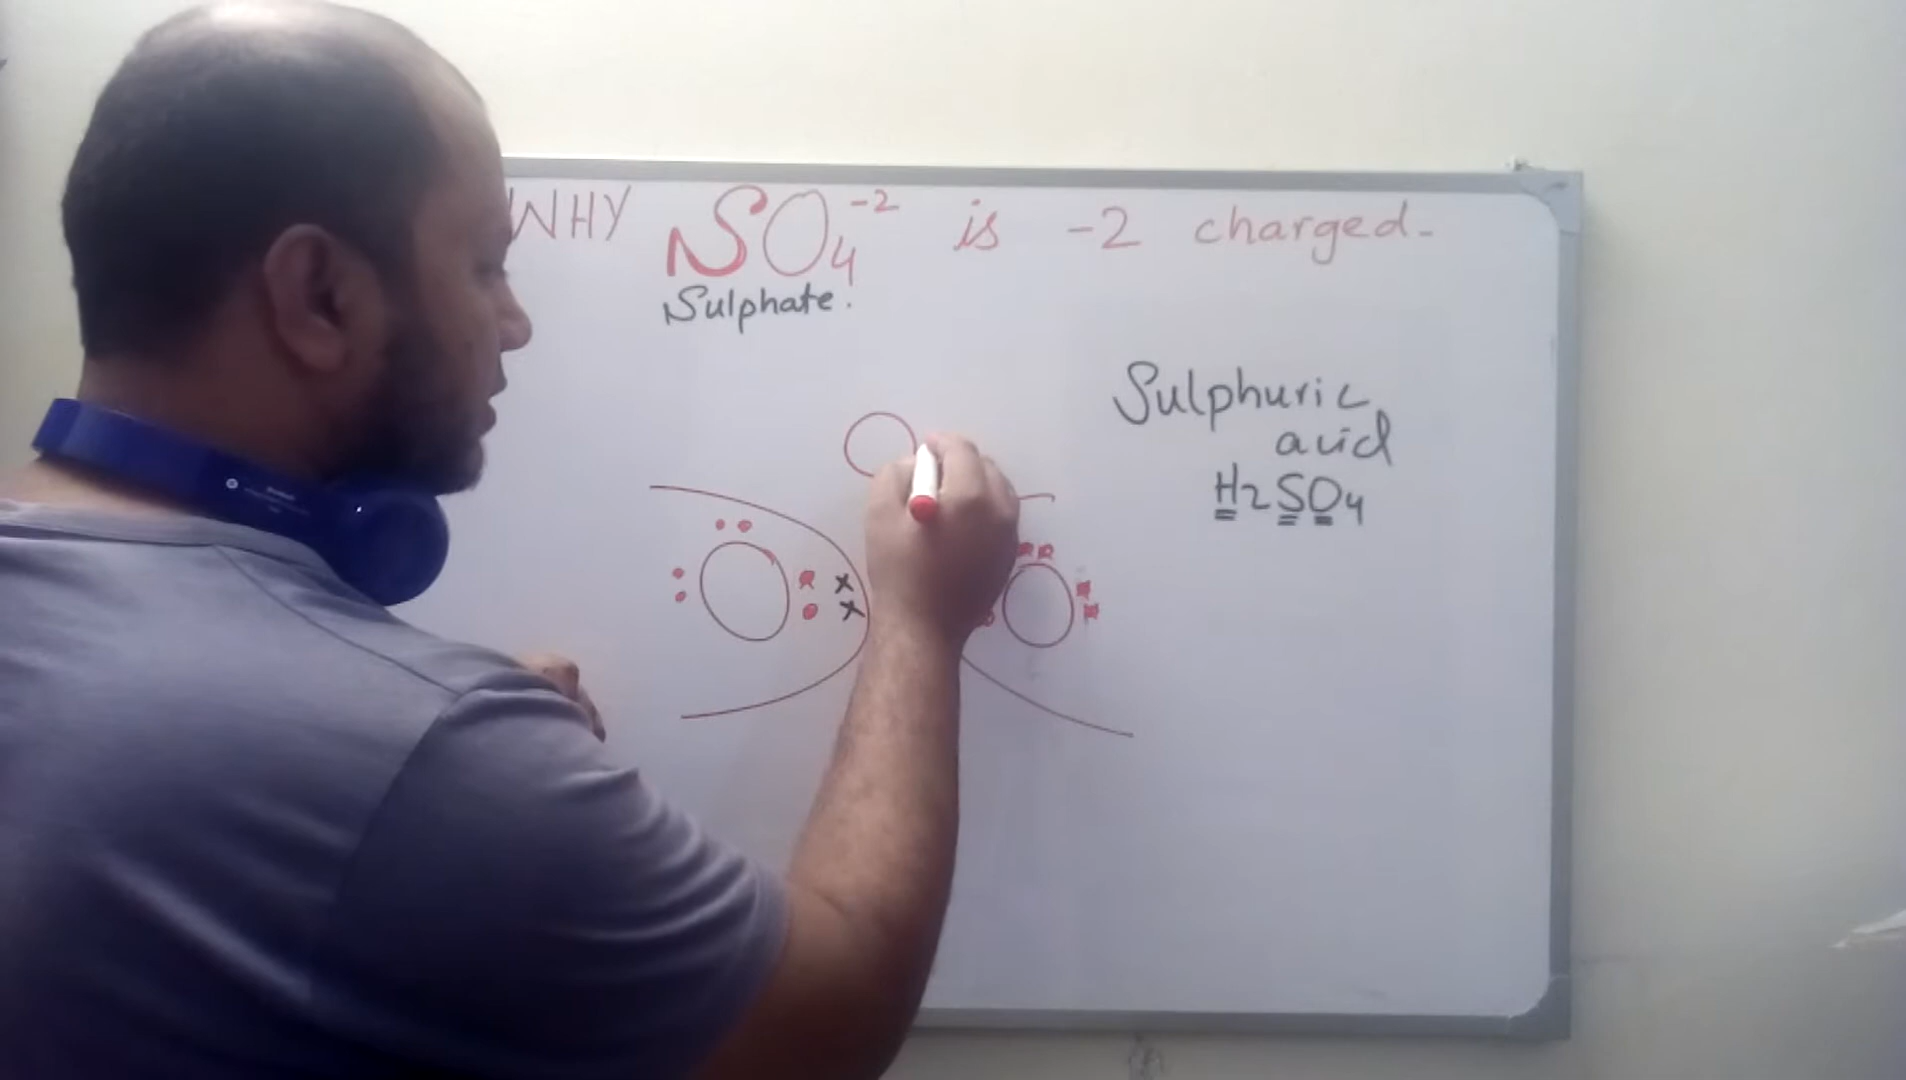 WHY SO₄⁻² is -2 charged.
Sulphate.
Sulphuric
acid
H2SO4